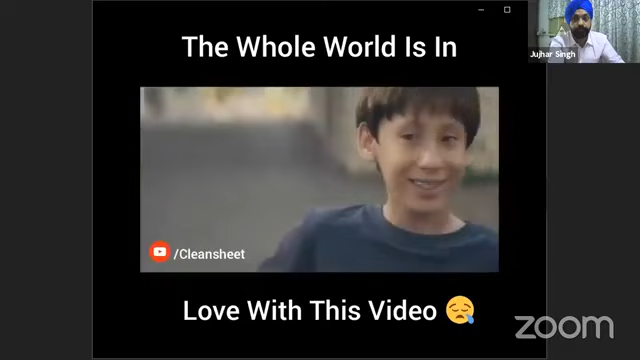 The Whole World Is In
Jujhar Singh
/Cleansheet
Love With This Video
zoom